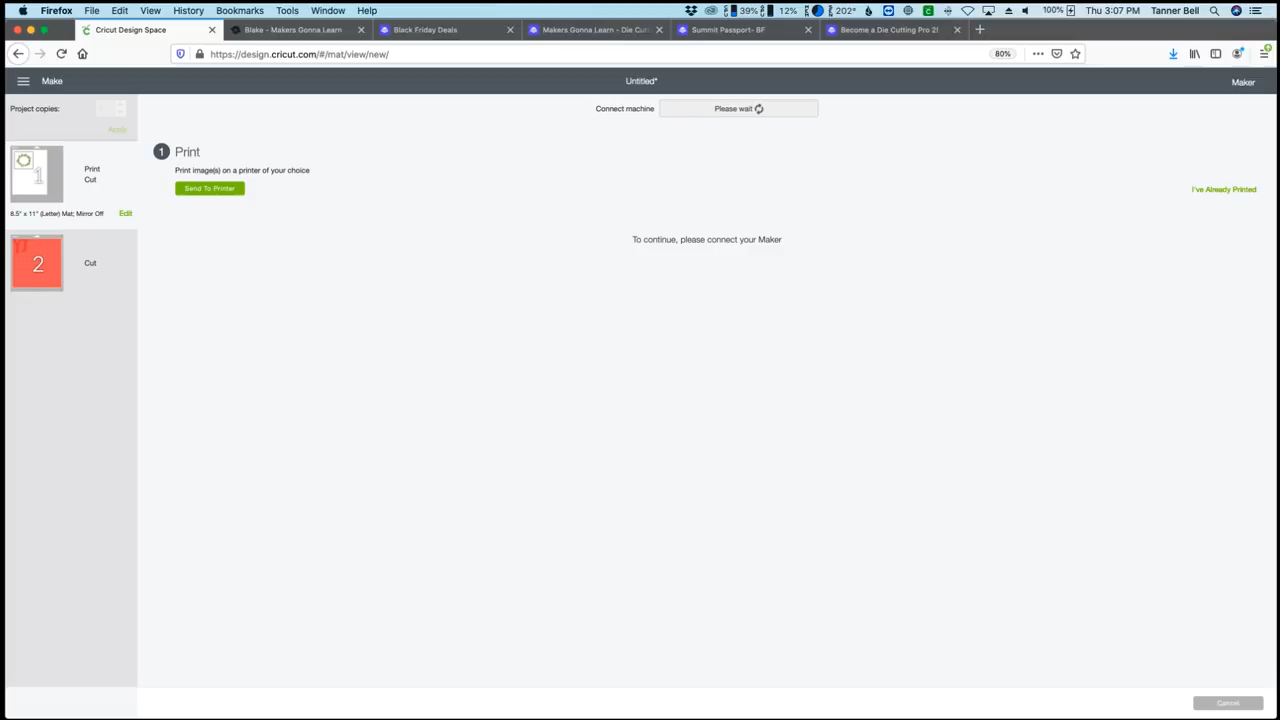 Firefox File Edit View History Bookmarks Tools Window Help 39% 12% 202° 100% Thu 3:07 PM Tanner Bell
Cricut Design Space Blake - Makers Gonna Learn Black Friday Deals Makers Gonna Learn - Die Cut Summit Passport- BF Become a Die Cutting Pro 2!
https://design.cricut.com/#/mat/view/new/ 80%
Make Untitled* Maker
Project copies: Connect machine Please wait
Apply
1 Print
Print image(s) on a printer of your choice
Send To Printer I've Already Printed
1 Print
Cut
8.5" x 11" (Letter) Mat; Mirror Off Edit
To continue, please connect your Maker
2 Cut
Cancel